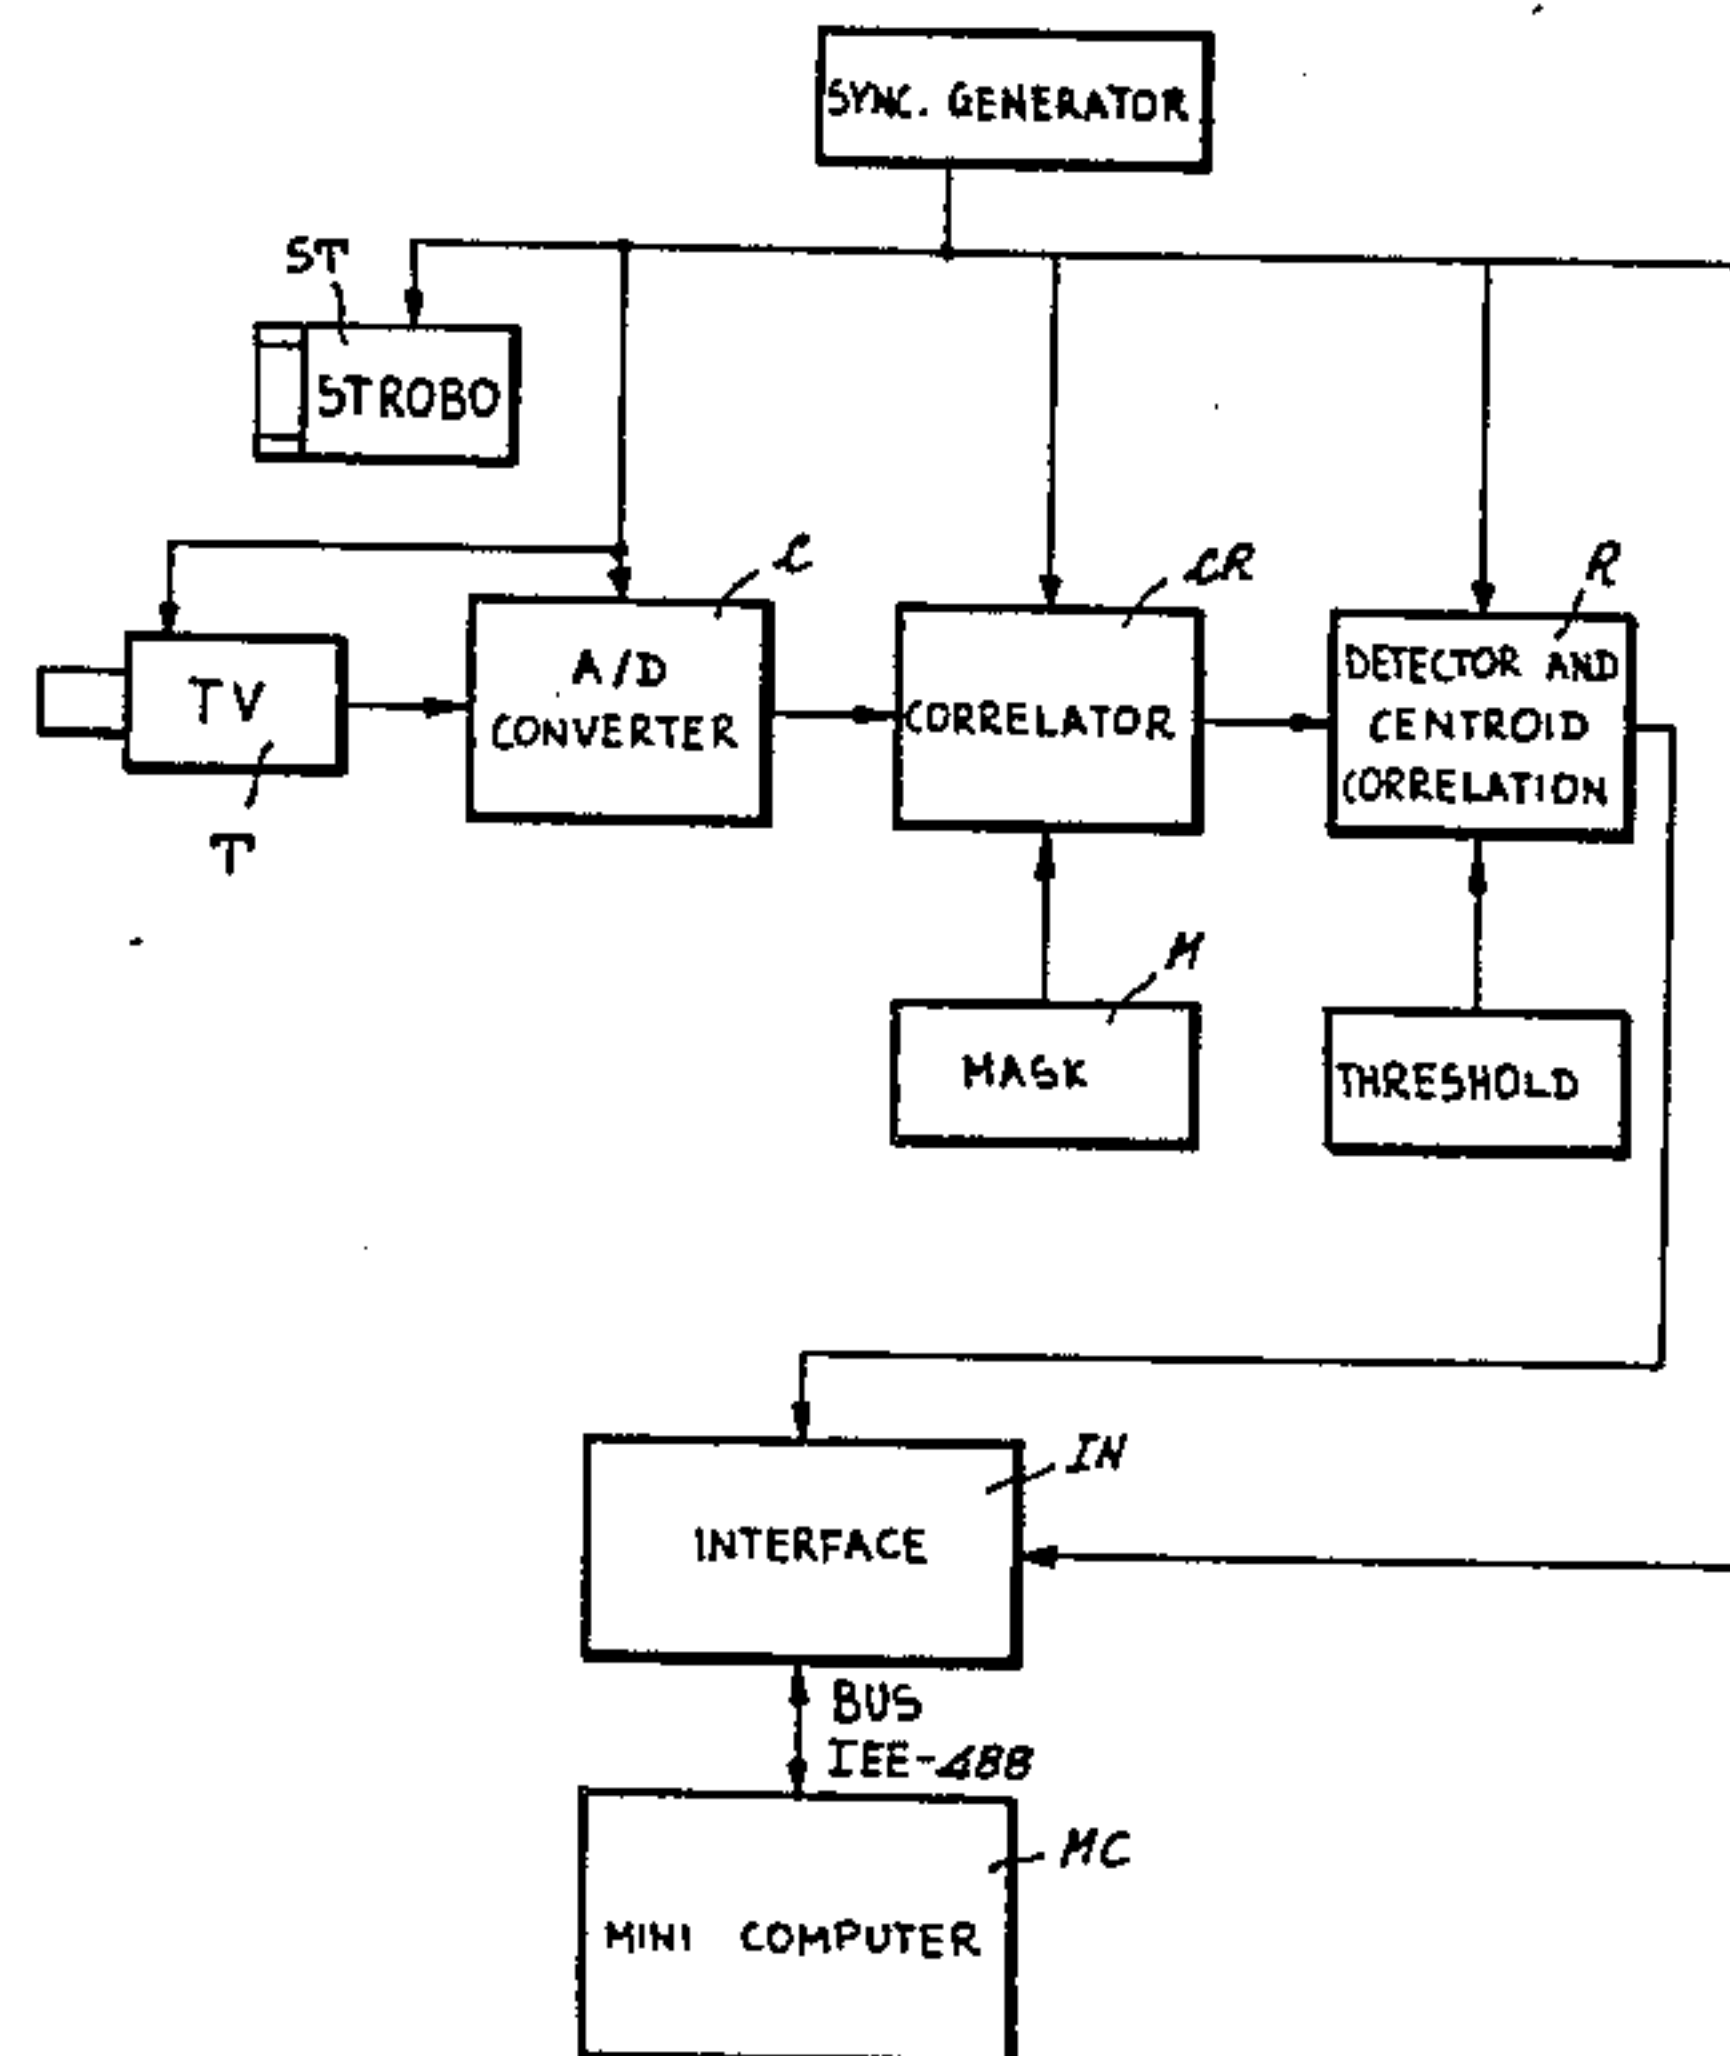 SYNC. GENERATOR
ST
STROBO
C
CR
R
TV
A/D
CONVERTER
CORRELATOR
DETECTOR AND
CENTROID
CORRELATION
T
M
MASK
THRESHOLD
IN
INTERFACE
BUS
IEE-488
MC
MINI COMPUTER